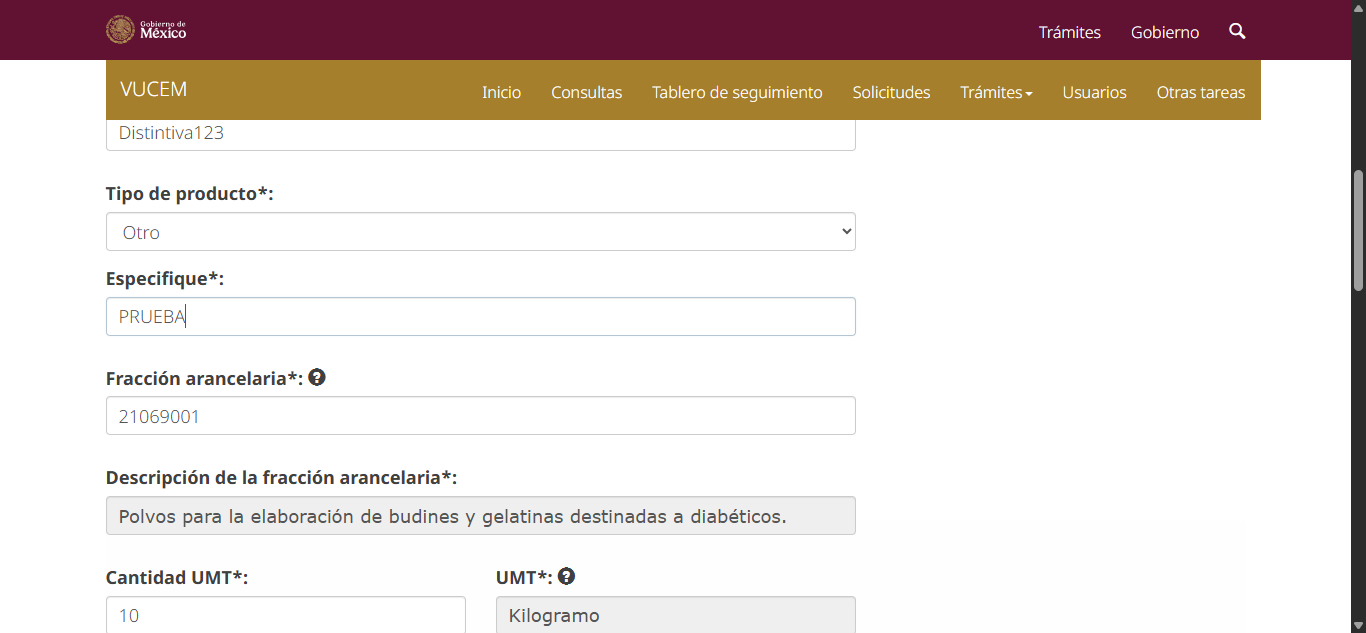 Gobierno de
México
Trámites Gobierno
VUCEM
Inicio Consultas Tablero de seguimiento Solicitudes Trámites Usuarios Otras tareas
Distintiva123
Tipo de producto*:
Otro
Especifique*:
PRUEBA
Fracción arancelaria*:
21069001
Descripción de la fracción arancelaria*:
Polvos para la elaboración de budines y gelatinas destinadas a diabéticos.
Cantidad UMT*: UMT*:
10 Kilogramo